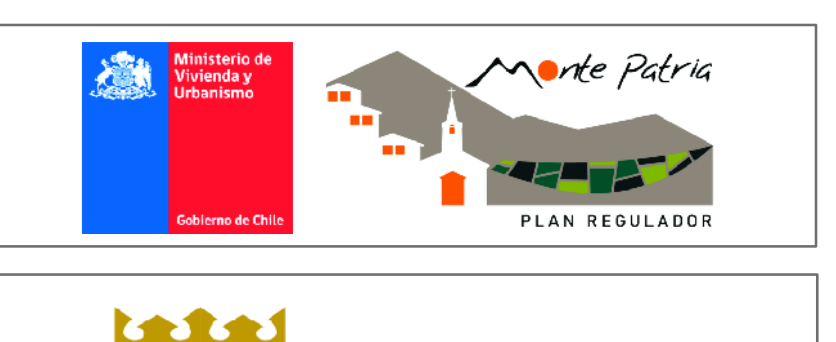 Ministerio de
Vivienda y
Urbanismo
Gobierno de Chile
Monte Patria
PLAN REGULADOR